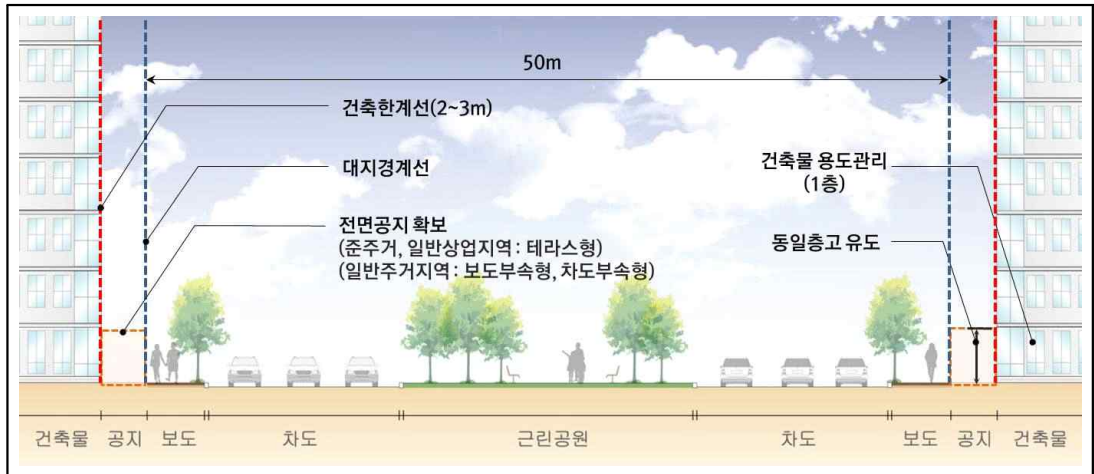 50m
건축한계선(2~3m)
대지경계선
전면공지 확보
(준주거, 일반상업지역 : 테라스형)
(일반주거지역 : 보도부속형, 차도부속형)
건축물 용도관리
(1층)
동일층고 유도
건축물 공지 보도 차도 근린공원 차도 보도 공지 건축물